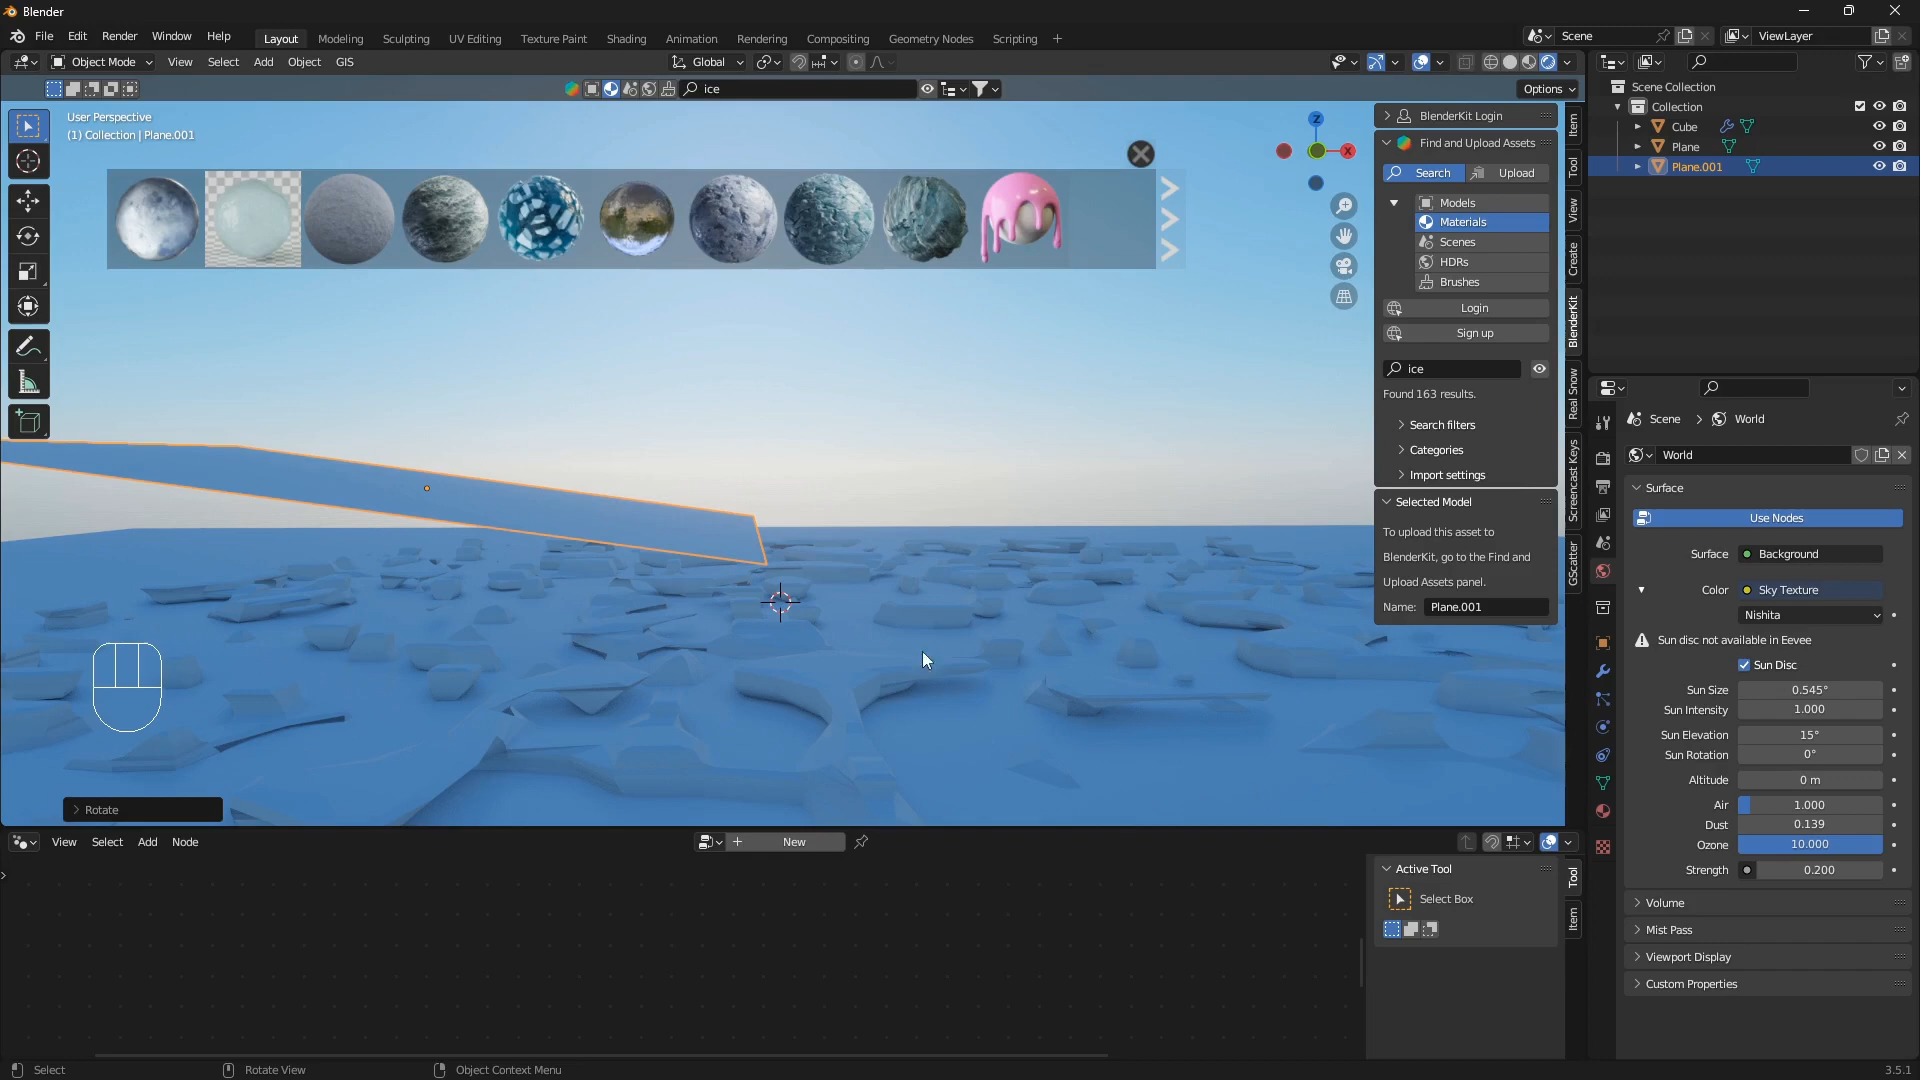 Blender
File Edit Render Window Help Layout Modeling Sculpting UV Editing Texture Paint Shading Animation Rendering Compositing Geometry Nodes Scripting + Scene ViewLayer
Object Mode View Select Add Object GIS Global
ice Options
User Perspective
(1) Collection | Plane.001
Z
X
BlenderKit Login
Find and Upload Assets
Search Upload
Models
Materials
Scenes
HDRs
Brushes
Login
Sign up
ice
Found 163 results.
Search filters
Categories
Import settings
Selected Model
To upload this asset to
BlenderKit, go to the Find and
Upload Assets panel.
Name: Plane.001
Item
Tool
View
Create
BlenderKit
Real Snow
Screencast Keys
GScatter
Scene Collection
Collection
Cube
Plane
Plane.001
Scene World
World
Surface
Use Nodes
Surface Background
Color Sky Texture
Nishita
Sun disc not available in Eevee
Sun Disc
Sun Size 0.545°
Sun Intensity 1.000
Sun Elevation 15°
Sun Rotation 0°
Altitude 0 m
Air 1.000
Dust 0.139
Ozone 10.000
Strength 0.200
Volume
Mist Pass
Viewport Display
Custom Properties
Rotate
View Select Add Node + New
Active Tool
Select Box
Tool
Item
Select Rotate View Object Context Menu 3.5.1